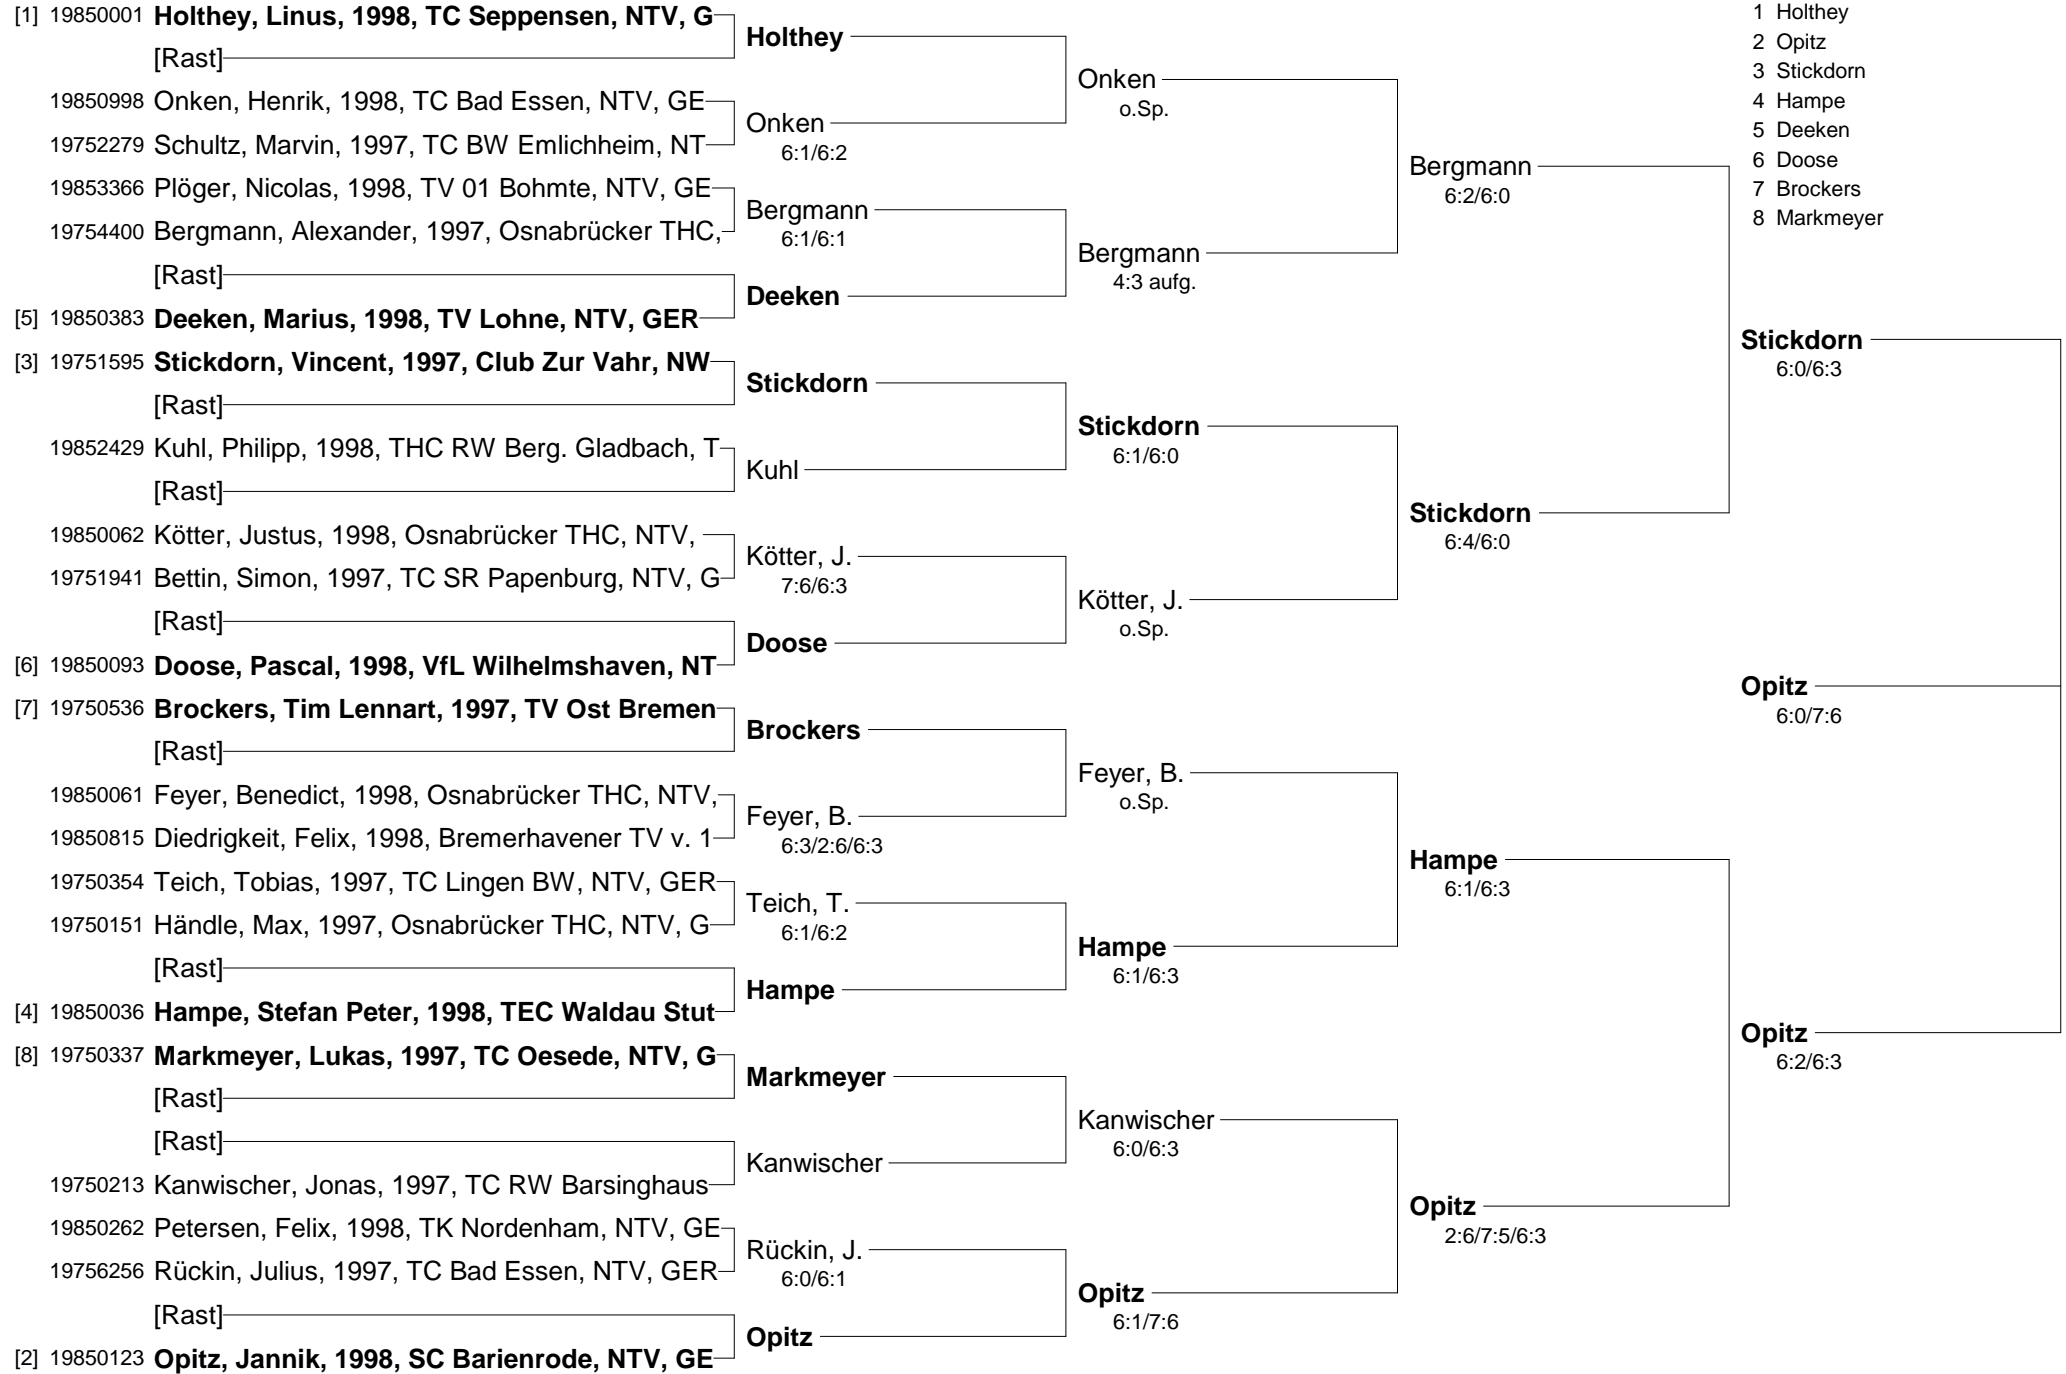 [1] 19850001 Holthey, Linus, 1998, TC Seppensen, NTV, G
[Rast]
19850998 Onken, Henrik, 1998, TC Bad Essen, NTV, GE
19752279 Schultz, Marvin, 1997, TC BW Emlichheim, NT
19853366 Plöger, Nicolas, 1998, TV 01 Bohmte, NTV, GE
19754400 Bergmann, Alexander, 1997, Osnabrücker THC,
[Rast]
[5] 19850383 Deeken, Marius, 1998, TV Lohne, NTV, GER
[3] 19751595 Stickdorn, Vincent, 1997, Club Zur Vahr, NW
[Rast]
19852429 Kuhl, Philipp, 1998, THC RW Berg. Gladbach, T
[Rast]
19850062 Kötter, Justus, 1998, Osnabrücker THC, NTV,
19751941 Bettin, Simon, 1997, TC SR Papenburg, NTV, G
[Rast]
[6] 19850093 Doose, Pascal, 1998, VfL Wilhelmshaven, NT
[7] 19750536 Brockers, Tim Lennart, 1997, TV Ost Bremen
[Rast]
19850061 Feyer, Benedict, 1998, Osnabrücker THC, NTV,
19850815 Diedrigkeit, Felix, 1998, Bremerhavener TV v. 1
19750354 Teich, Tobias, 1997, TC Lingen BW, NTV, GER
19750151 Händle, Max, 1997, Osnabrücker THC, NTV, G
[Rast]
[4] 19850036 Hampe, Stefan Peter, 1998, TEC Waldau Stut
[8] 19750337 Markmeyer, Lukas, 1997, TC Oesede, NTV, G
[Rast]
[Rast]
19750213 Kanwischer, Jonas, 1997, TC RW Barsinghaus
19850262 Petersen, Felix, 1998, TK Nordenham, NTV, GE
19756256 Rückin, Julius, 1997, TC Bad Essen, NTV, GER
[Rast]
[2] 19850123 Opitz, Jannik, 1998, SC Barienrode, NTV, GE
Holthey
Onken
6:1/6:2
Bergmann
6:1/6:1
Deeken
Stickdorn
Kuhl
Kötter, J.
7:6/6:3
Doose
Brockers
Feyer, B.
6:3/2:6/6:3
Teich, T.
6:1/6:2
Hampe
Markmeyer
Kanwischer
Rückin, J.
6:0/6:1
Opitz
Onken
o.Sp.
Bergmann
4:3 aufg.
Stickdorn
6:1/6:0
Kötter, J.
o.Sp.
Feyer, B.
o.Sp.
Hampe
6:1/6:3
Kanwischer
6:0/6:3
Opitz
6:1/7:6
Bergmann
6:2/6:0
Stickdorn
6:4/6:0
Hampe
6:1/6:3
Opitz
2:6/7:5/6:3
Stickdorn
6:0/6:3
Opitz
6:0/7:6
Opitz
6:2/6:3
1 Holthey
2 Opitz
3 Stickdorn
4 Hampe
5 Deeken
6 Doose
7 Brockers
8 Markmeyer